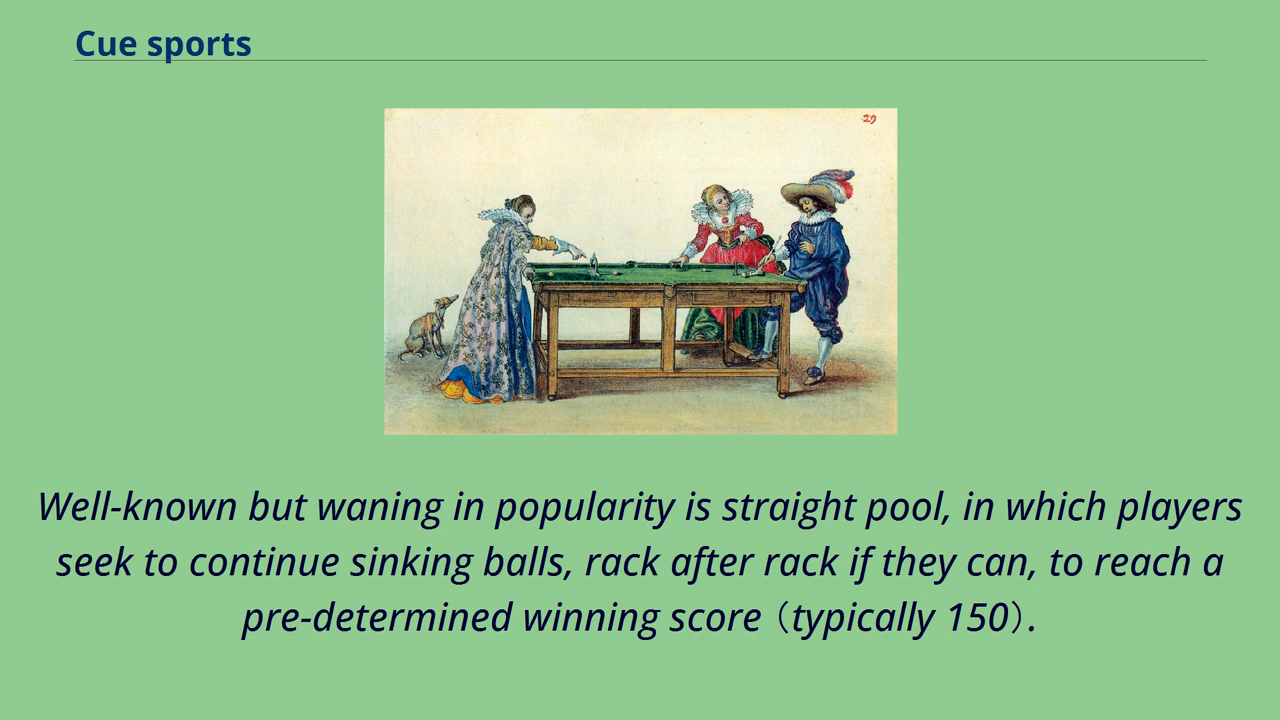 Cue sports
29
Well-known but waning in popularity is straight pool, in which players
seek to continue sinking balls, rack after rack if they can, to reach a
pre-determined winning score (typically 150).